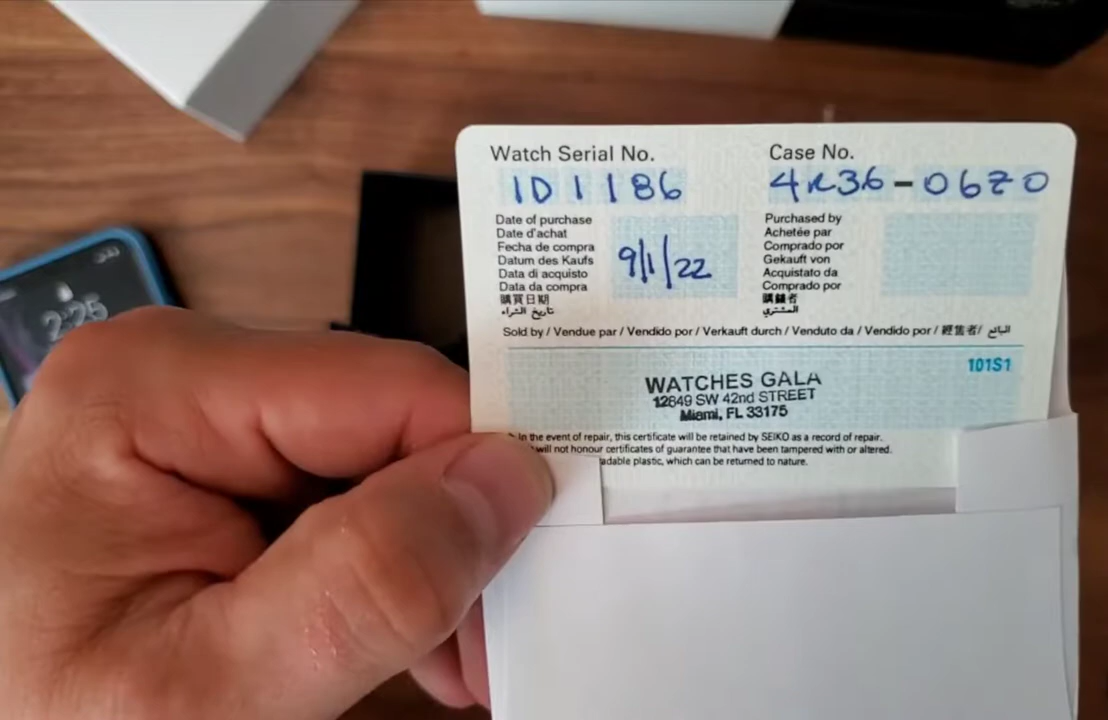 Watch Serial No.
1D1186
Case No.
4R36-06Z0
Date of purchase
Date d'achat
Fecha de compra
Datum des Kaufs
Data di acquisto
Data da compra
購買日期
تاريخ الشراء
9/1/22
Purchased by
Achetée par
Comprado por
Gekauft von
Acquistato da
Comprado por
購買者
المشتري
Sold by / Vendue par / Vendido por / Verkauft durch / Venduto da / Vendido por / 經售者 / البائع
101S1
WATCHES GALA
12849 SW 42nd STREET
Miami, FL 33175
In the event of repair, this certificate will be retained by SEIKO as a record of repair.
will not honour certificates of guarantee that have been tampered with or altered.
adable plastic, which can be returned to nature.
2:25